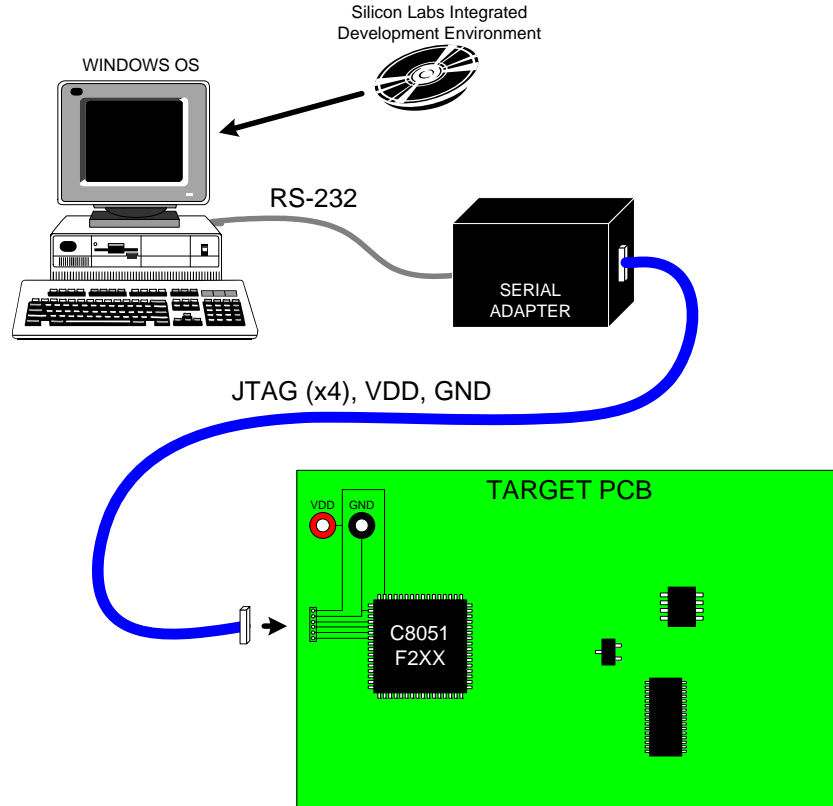 Silicon Labs Integrated
Development Environment
WINDOWS OS
RS-232
SERIAL
ADAPTER
JTAG (x4), VDD, GND
TARGET PCB
VDD
GND
C8051
F2XX